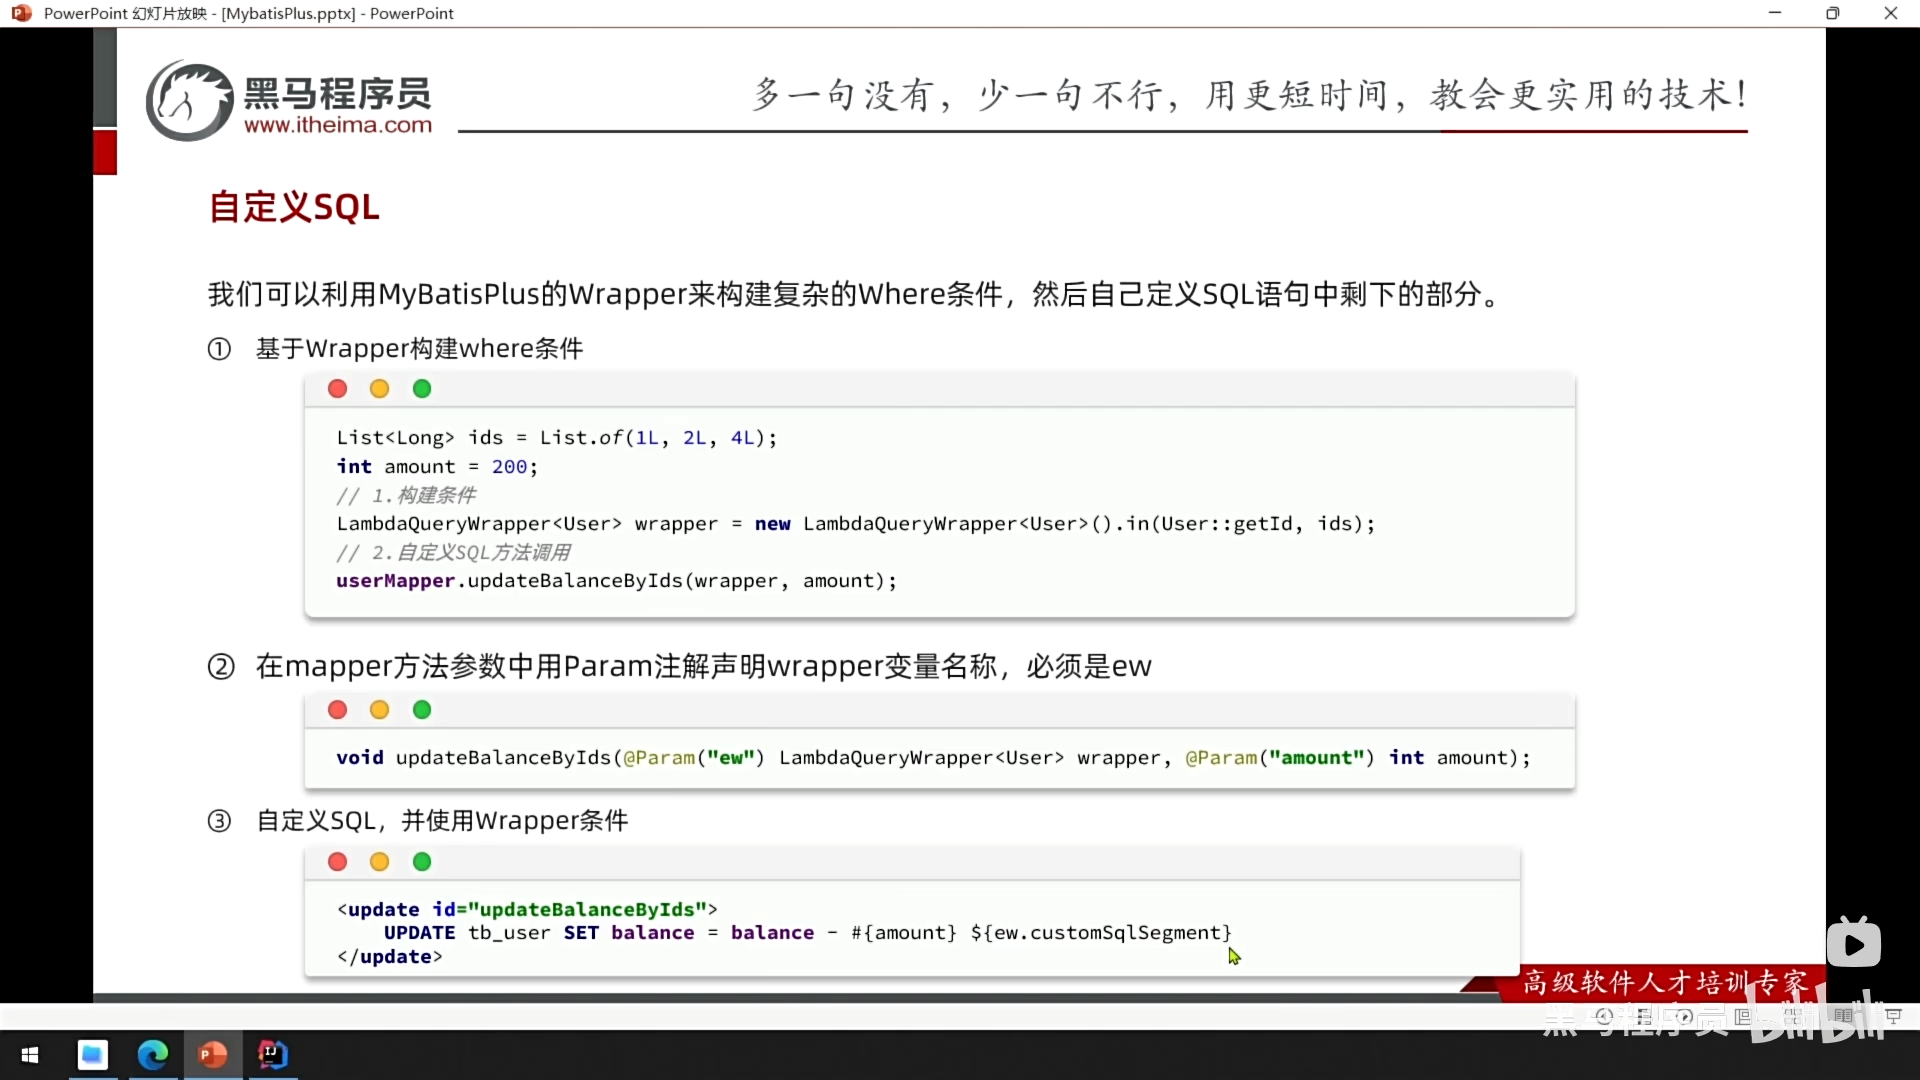 PowerPoint 幻灯片放映 - [MybatisPlus.pptx] - PowerPoint
黑马程序员
www.itheima.com
多一句没有，少一句不行，用更短时间，教会更实用的技术！
自定义SQL
我们可以利用MyBatisPlus的Wrapper来构建复杂的Where条件，然后自己定义SQL语句中剩下的部分。
① 基于Wrapper构建where条件
List<Long> ids = List.of(1L, 2L, 4L);
int amount = 200;
// 1.构建条件
LambdaQueryWrapper<User> wrapper = new LambdaQueryWrapper<User>().in(User::getId, ids);
// 2.自定义SQL方法调用
userMapper.updateBalanceByIds(wrapper, amount);
② 在mapper方法参数中用Param注解声明wrapper变量名称，必须是ew
void updateBalanceByIds(@Param("ew") LambdaQueryWrapper<User> wrapper, @Param("amount") int amount);
③ 自定义SQL，并使用Wrapper条件
<update id="updateBalanceByIds">
UPDATE tb_user SET balance = balance - #{amount} ${ew.customSqlSegment}
</update>
高级软件人才培训专家
黑马程序员 bilibili